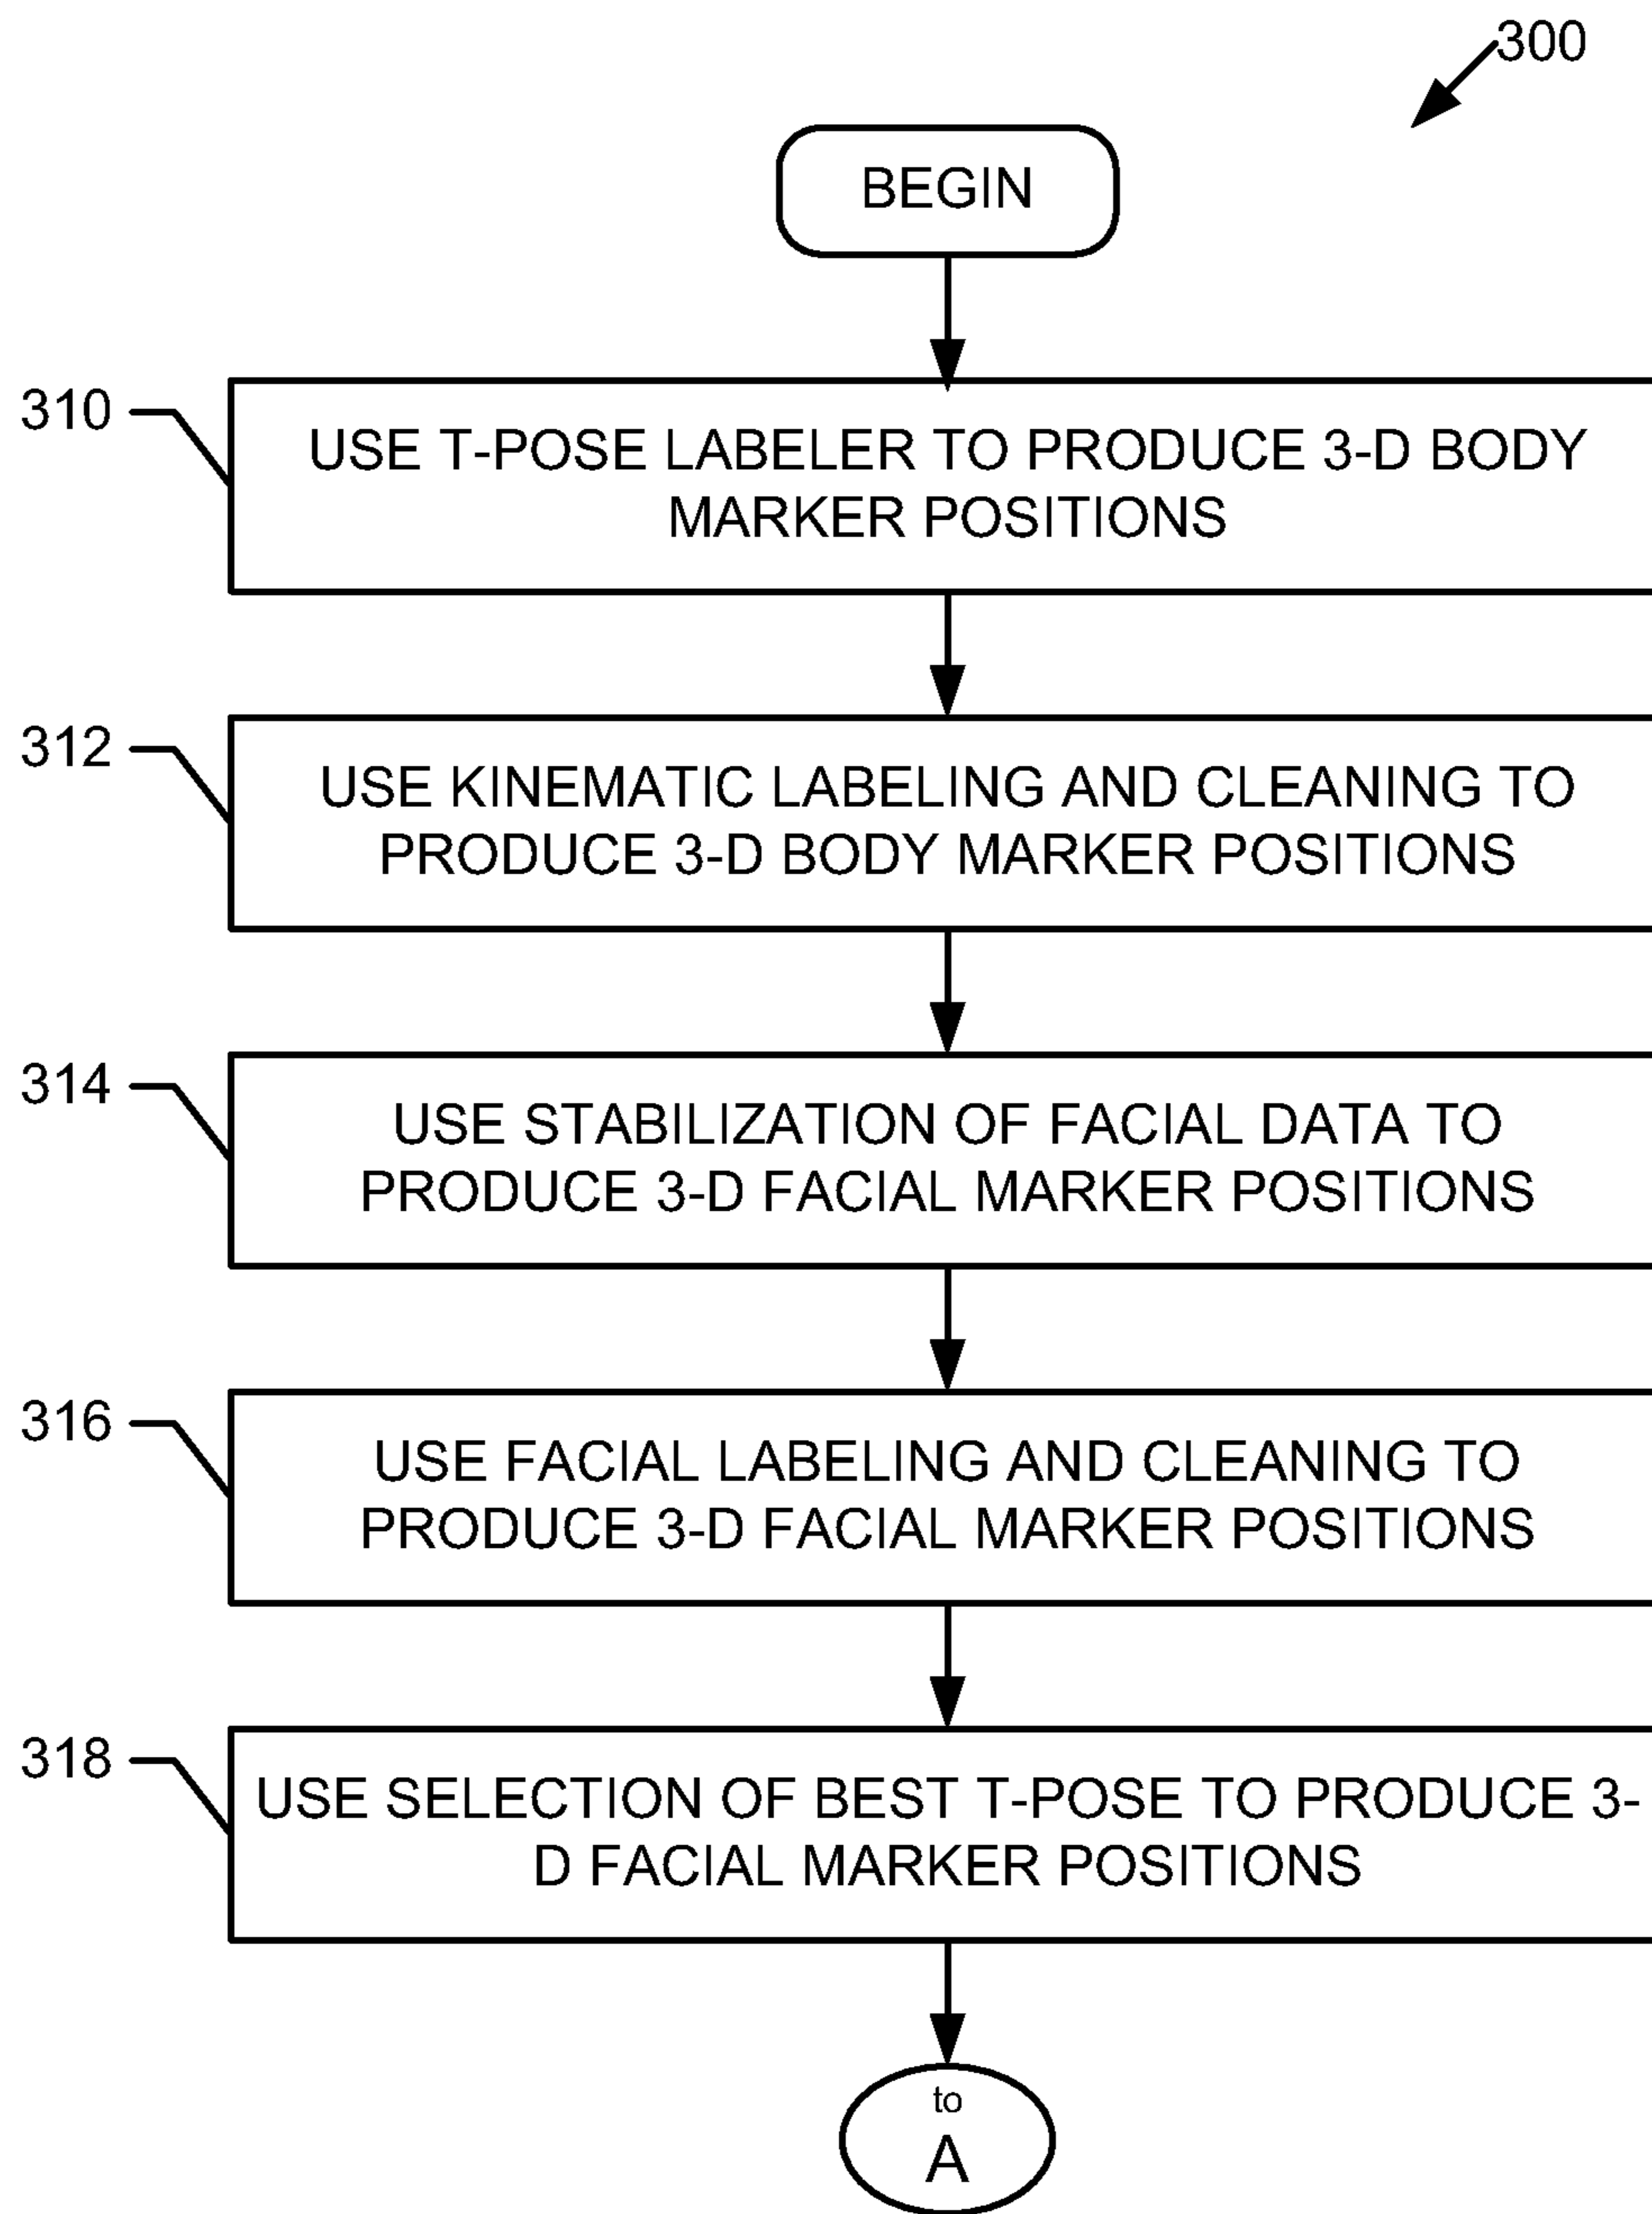 300
BEGIN
310
USE T-POSE LABELER TO PRODUCE 3-D BODY
MARKER POSITIONS
312
USE KINEMATIC LABELING AND CLEANING TO
PRODUCE 3-D BODY MARKER POSITIONS
314
USE STABILIZATION OF FACIAL DATA TO
PRODUCE 3-D FACIAL MARKER POSITIONS
316
USE FACIAL LABELING AND CLEANING TO
PRODUCE 3-D FACIAL MARKER POSITIONS
318
USE SELECTION OF BEST T-POSE TO PRODUCE 3-
D FACIAL MARKER POSITIONS
to
A